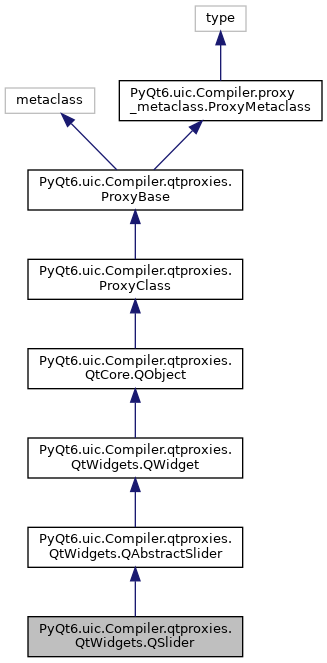 type
metaclass
PyQt6.uic.Compiler.proxy
_metaclass.ProxyMetaclass
PyQt6.uic.Compiler.qtproxies.
ProxyBase
PyQt6.uic.Compiler.qtproxies.
ProxyClass
PyQt6.uic.Compiler.qtproxies.
QtCore.QObject
PyQt6.uic.Compiler.qtproxies.
QtWidgets.QWidget
PyQt6.uic.Compiler.qtproxies.
QtWidgets.QAbstractSlider
PyQt6.uic.Compiler.qtproxies.
QtWidgets.QSlider